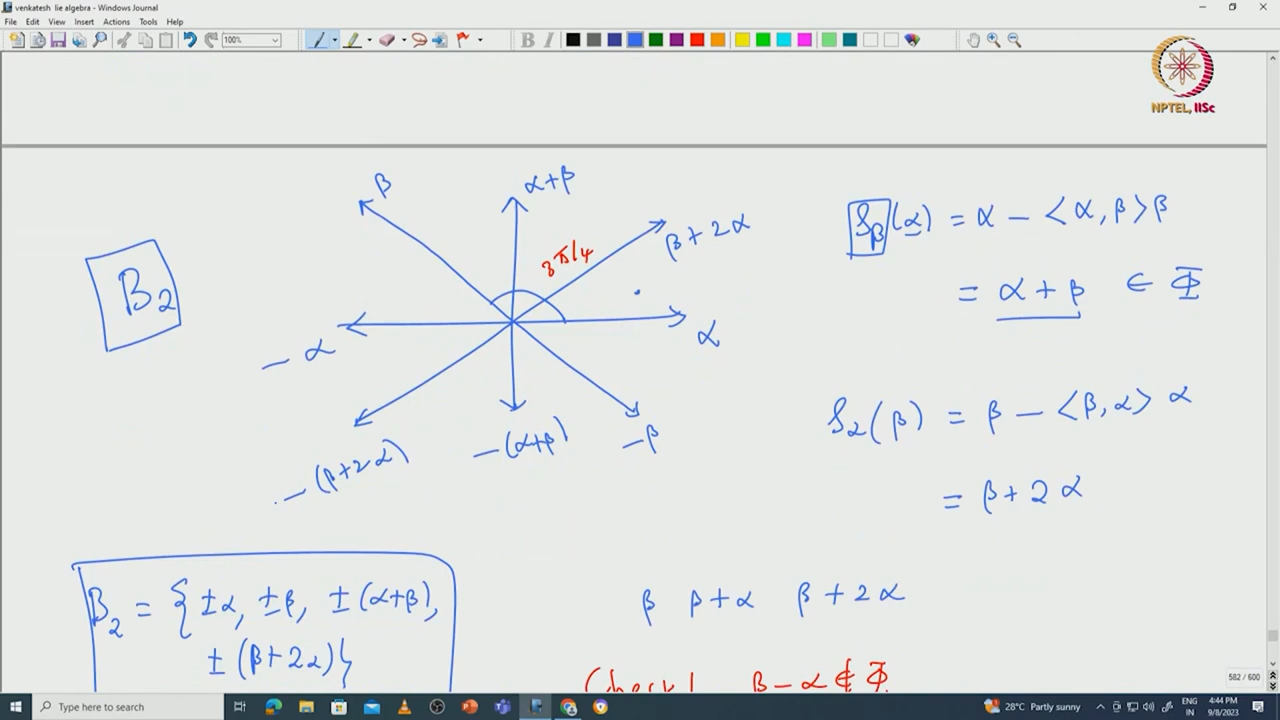 venkatesh lie algebra - Windows Journal
File Edit View Insert Actions Tools Help
100%
B I
NPTEL, IISc
B₂
β
α+β
β+2α
3π/4
α
-α
-(β+2α)
-(α+β)
-β
S_β(α) = α - <α, β> β
= α+β ∈ Φ
S_α(β) = β - <β, α> α
= β+2α
B₂ = { ±α, ±β, ±(α+β),
±(β+2α)}
β β+α β+2α
Check! β-α ∉ Φ
582 / 600
Type here to search
28°C Partly sunny
ENG
IN
4:44 PM
9/8/2023